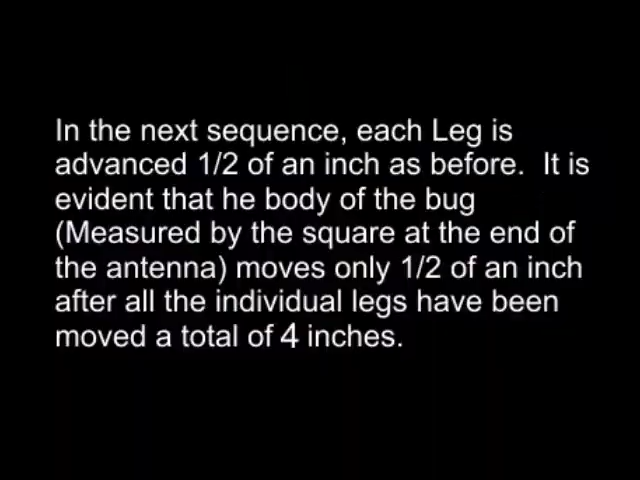 In the next sequence, each Leg is
advanced 1/2 of an inch as before.  It is
evident that he body of the bug
(Measured by the square at the end of
the antenna) moves only 1/2 of an inch
after all the individual legs have been
moved a total of 4 inches.